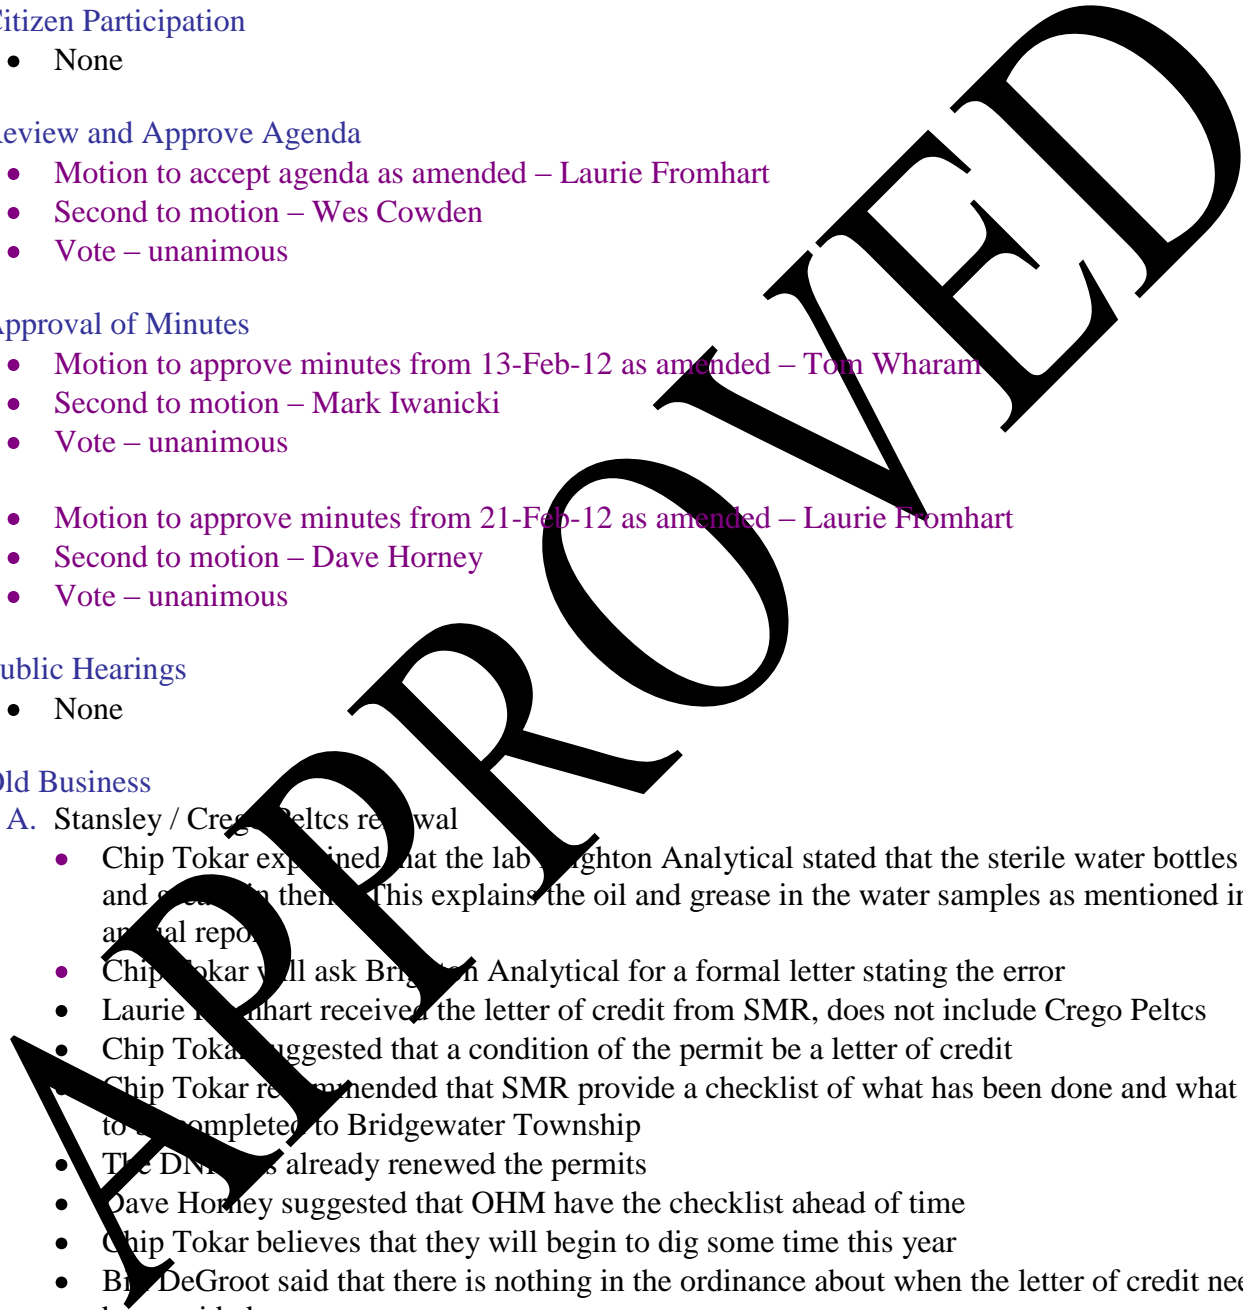 Citizen Participation
• None
Review and Approve Agenda
• Motion to accept agenda as amended – Laurie Fromhart
• Second to motion – Wes Cowden
• Vote – unanimous
Approval of Minutes
• Motion to approve minutes from 13-Feb-12 as amended – Tom Wharam
• Second to motion – Mark Iwanicki
• Vote – unanimous
• Motion to approve minutes from 21-Feb-12 as amended – Laurie Fromhart
• Second to motion – Dave Horney
• Vote – unanimous
Public Hearings
• None
Old Business
A. Stansley / Crego Peltcs renewal
• Chip Tokar explained that the lab Brighton Analytical stated that the sterile water bottles
and grease in them. This explains the oil and grease in the water samples as mentioned in
annual report
• Chip Tokar will ask Brighton Analytical for a formal letter stating the error
• Laurie Fromhart received the letter of credit from SMR, does not include Crego Peltcs
• Chip Tokar suggested that a condition of the permit be a letter of credit
• Chip Tokar recommended that SMR provide a checklist of what has been done and what
to be completed to Bridgewater Township
• The already renewed the permits
• Dave Horney suggested that OHM have the checklist ahead of time
• Chip Tokar believes that they will begin to dig some time this year
• DeGroot said that there is nothing in the ordinance about when the letter of credit
APPROVED